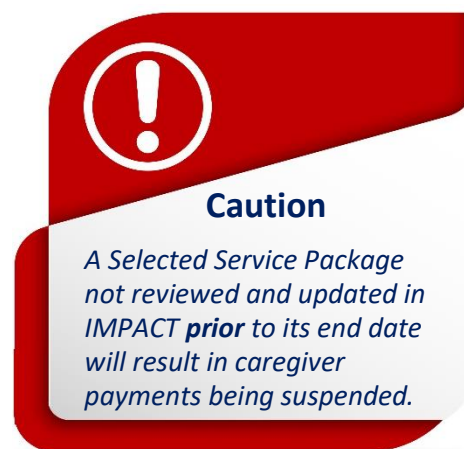 Caution
A Selected Service Package
not reviewed and updated in
IMPACT prior to its end date
will result in caregiver
payments being suspended.